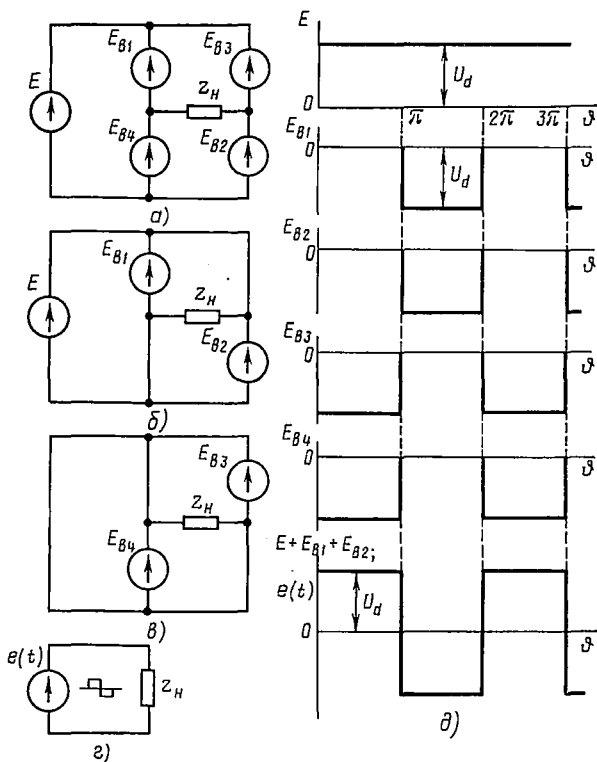 E_B1
E_B3
E
z_H
E_B4
E_B2
а)
E_B1
E
z_H
E_B2
б)
E_B3
z_H
E_B4
в)
e(t)
z_H
г)
E
U_d
0
π
2π
3π
ϑ
E_B1
0
U_d
ϑ
E_B2
0
ϑ
E_B3
0
ϑ
E_B4
0
ϑ
E + E_B1 + E_B2;
e(t)
U_d
0
ϑ
д)